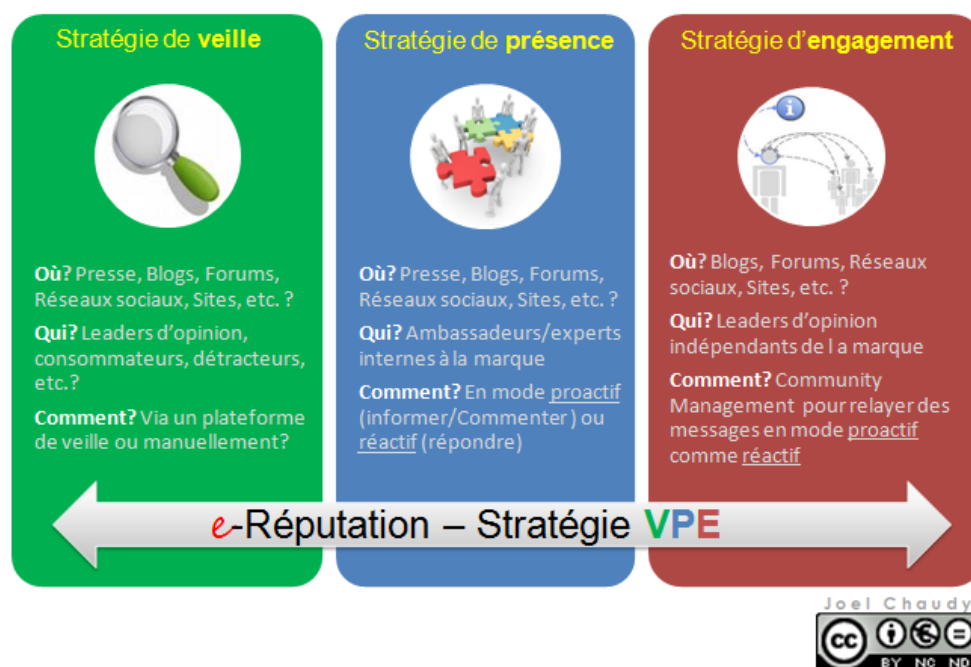 Stratégie de veille
Où? Presse, Blogs, Forums,
Réseaux sociaux, Sites, etc. ?
Qui? Leaders d'opinion,
consommateurs, détracteurs,
etc.?
Comment? Via un plateforme
de veille ou manuellement?
Stratégie de présence
Où? Presse, Blogs, Forums,
Réseaux sociaux, Sites, etc. ?
Qui? Ambassadeurs/experts
internes à la marque
Comment? En mode proactif
(informer/Commenter) ou
réactif (répondre)
Stratégie d'engagement
i
Où? Blogs, Forums, Réseaux
sociaux, Sites, etc. ?
Qui? Leaders d'opinion
indépendants de l a marque
Comment? Community
Management pour relayer des
messages en mode proactif
comme réactif
e-Réputation – Stratégie VPE
Joel Chaudy
cc
BY NC ND